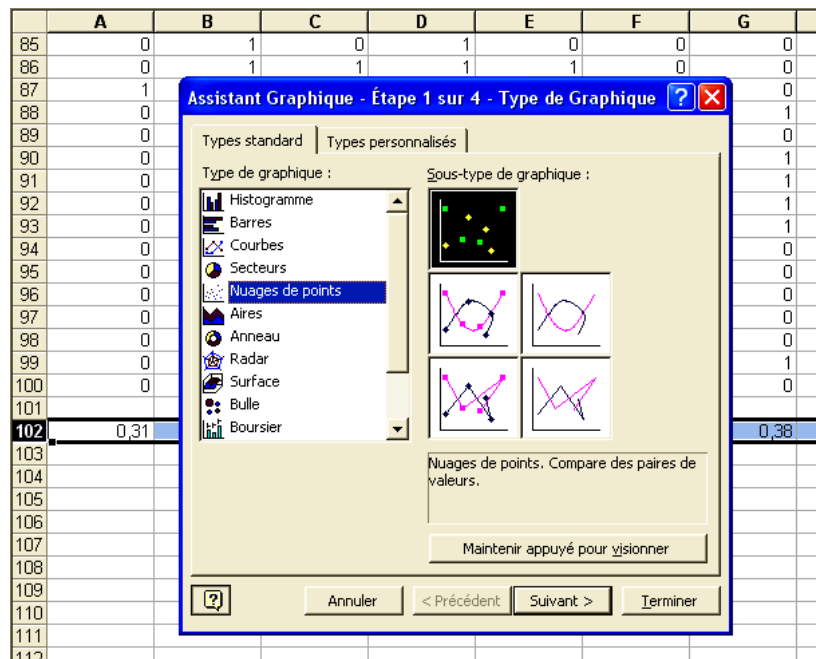 A B C D E F G
85 0 1 0 1 0 0 0
86 0 1 1 1 1 0 0
87 1 0
88 0 1
89 0 0
90 0 1
91 0 1
92 0 1
93 0 1
94 0 0
95 0 0
96 0 0
97 0 0
98 0 0
99 0 1
100 0 0
101
102 0,31 0,38
103
104
105
106
107
108
109
110
111
112
Assistant Graphique - Étape 1 sur 4 - Type de Graphique ?
Types standard Types personnalisés
Type de graphique :
Histogramme
Barres
Courbes
Secteurs
Nuages de points
Aires
Anneau
Radar
Surface
Bulle
Boursier
Sous-type de graphique :
Nuages de points. Compare des paires de
valeurs.
Maintenir appuyé pour visionner
? Annuler < Précédent Suivant > Terminer